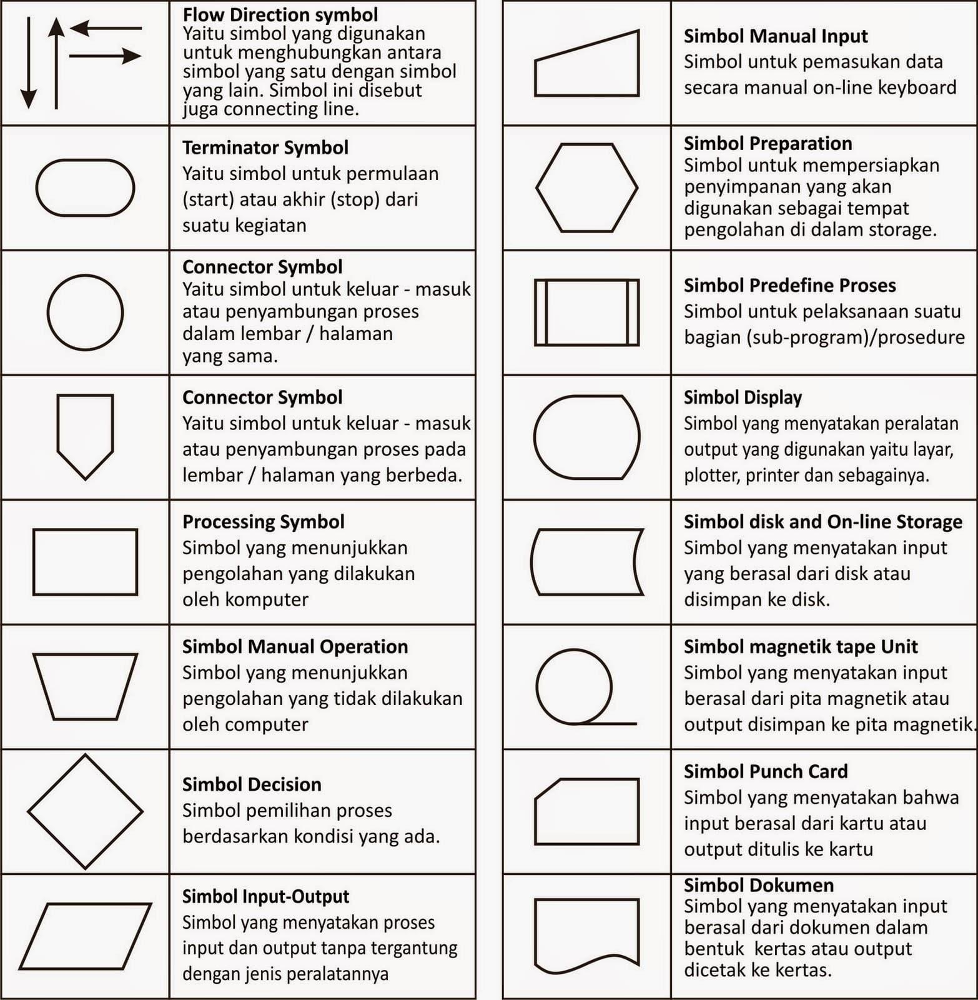 Flow Direction symbol
Yaitu simbol yang digunakan
untuk menghubungkan antara
simbol yang satu dengan simbol
yang lain. Simbol ini disebut
juga connecting line.
Terminator Symbol
Yaitu simbol untuk permulaan
(start) atau akhir (stop) dari
suatu kegiatan
Connector Symbol
Yaitu simbol untuk keluar - masuk
atau penyambungan proses
dalam lembar / halaman
yang sama.
Connector Symbol
Yaitu simbol untuk keluar - masuk
atau penyambungan proses pada
lembar / halaman yang berbeda.
Processing Symbol
Simbol yang menunjukkan
pengolahan yang dilakukan
oleh komputer
Simbol Manual Operation
Simbol yang menunjukkan
pengolahan yang tidak dilakukan
oleh computer
Simbol Decision
Simbol pemilihan proses
berdasarkan kondisi yang ada.
Simbol Input-Output
Simbol yang menyatakan proses
input dan output tanpa tergantung
dengan jenis peralatannya
Simbol Manual Input
Simbol untuk pemasukan data
secara manual on-line keyboard
Simbol Preparation
Simbol untuk mempersiapkan
penyimpanan yang akan
digunakan sebagai tempat
pengolahan di dalam storage.
Simbol Predefine Proses
Simbol untuk pelaksanaan suatu
bagian (sub-program)/prosedure
Simbol Display
Simbol yang menyatakan peralatan
output yang digunakan yaitu layar,
plotter, printer dan sebagainya.
Simbol disk and On-line Storage
Simbol yang menyatakan input
yang berasal dari disk atau
disimpan ke disk.
Simbol magnetik tape Unit
Simbol yang menyatakan input
berasal dari pita magnetik atau
output disimpan ke pita magnetik.
Simbol Punch Card
Simbol yang menyatakan bahwa
input berasal dari kartu atau
output ditulis ke kartu
Simbol Dokumen
Simbol yang menyatakan input
berasal dari dokumen dalam
bentuk  kertas atau output
dicetak ke kertas.